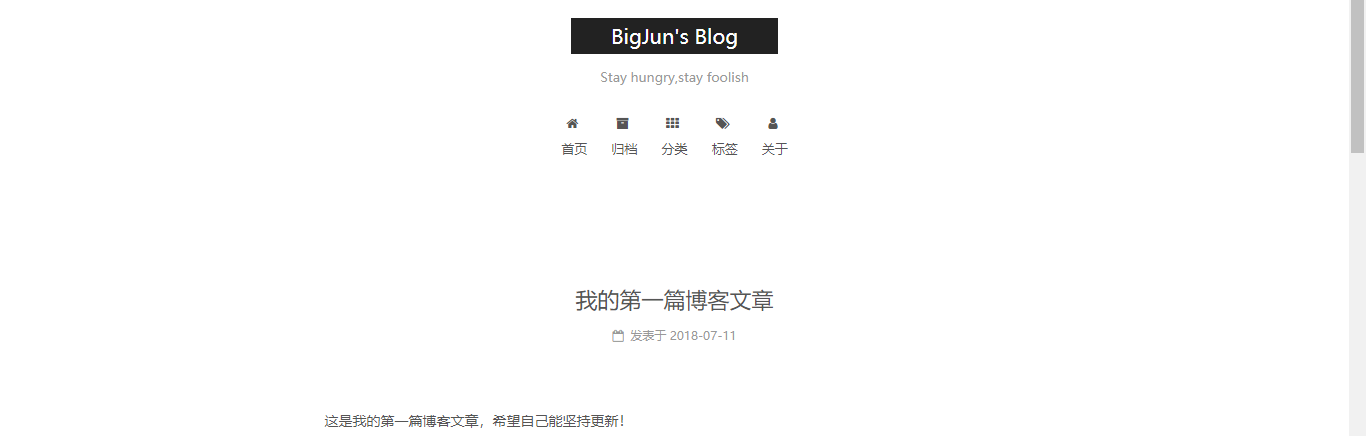 BigJun's Blog
Stay hungry,stay foolish
首页 归档 分类 标签 关于
我的第一篇博客文章
发表于 2018-07-11
这是我的第一篇博客文章，希望自己能坚持更新！